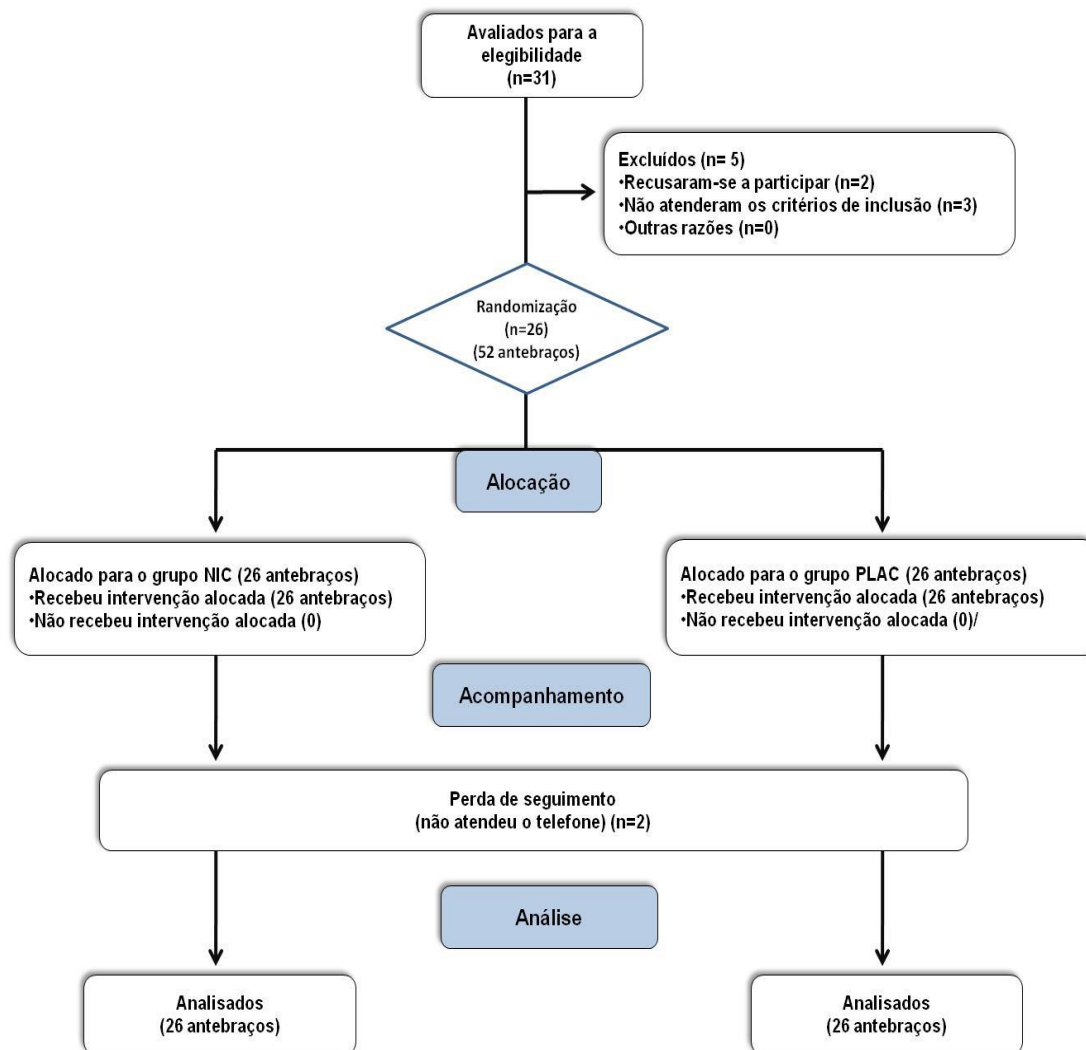 Avaliados para a
elegibilidade
(n=31)
Excluídos (n= 5)
•Recusaram-se a participar (n=2)
•Não atenderam os critérios de inclusão (n=3)
•Outras razões (n=0)
Randomização
(n=26)
(52 antebraços)
Alocação
Alocado para o grupo NIC (26 antebraços)
•Recebeu intervenção alocada (26 antebraços)
•Não recebeu intervenção alocada (0)
Alocado para o grupo PLAC (26 antebraços)
•Recebeu intervenção alocada (26 antebraços)
•Não recebeu intervenção alocada (0)/
Acompanhamento
Perda de seguimento
(não atendeu o telefone) (n=2)
Análise
Analisados
(26 antebraços)
Analisados
(26 antebraços)